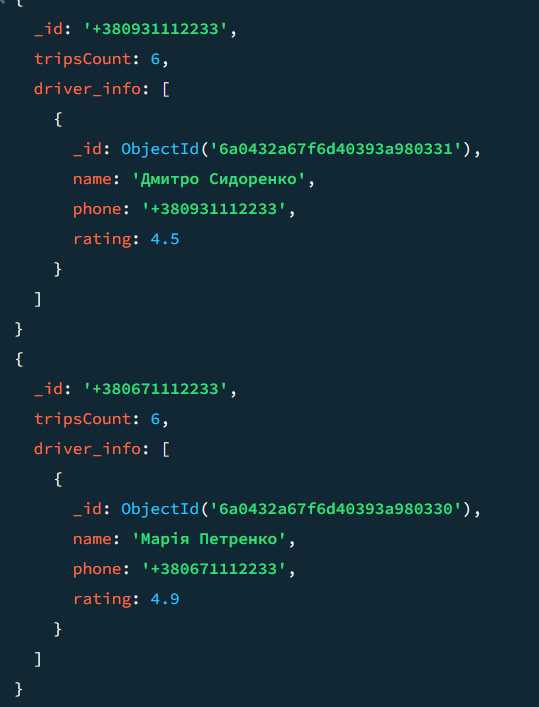 {
_id: '+380931112233',
tripsCount: 6,
driver_info: [
{
_id: ObjectId('6a0432a67f6d40393a980331'),
name: 'Дмитро Сидоренко',
phone: '+380931112233',
rating: 4.5
}
]
}
{
_id: '+380671112233',
tripsCount: 6,
driver_info: [
{
_id: ObjectId('6a0432a67f6d40393a980330'),
name: 'Марія Петренко',
phone: '+380671112233',
rating: 4.9
}
]
}